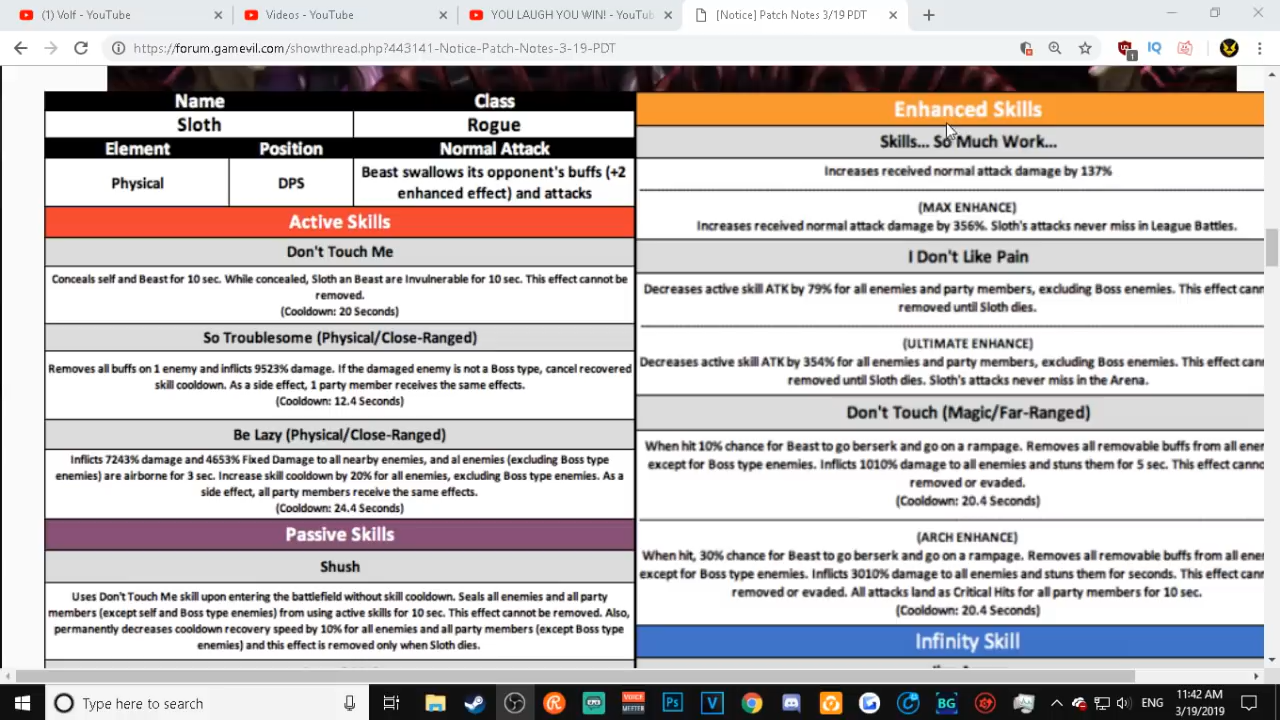 (1) Volf - YouTube
Videos - YouTube
YOU LAUGH YOU WIN! - YouTub
[Notice] Patch Notes 3/19 PDT
https://forum.gamevil.com/showthread.php?443141-Notice-Patch-Notes-3-19-PDT
Name Class
Sloth Rogue
Element Position Normal Attack
Physical DPS Beast swallows its opponent's buffs (+2
enhanced effect) and attacks
Active Skills
Don't Touch Me
Conceals self and Beast for 10 sec. While concealed, Sloth an Beast are Invulnerable for 10 sec. This effect cannot be
removed.
(Cooldown: 20 Seconds)
So Troublesome (Physical/Close-Ranged)
Removes all buffs on 1 enemy and inflicts 9523% damage. If the damaged enemy is not a Boss type, cancel recovered
skill cooldown. As a side effect, 1 party member receives the same effects.
(Cooldown: 12.4 Seconds)
Be Lazy (Physical/Close-Ranged)
Inflicts 7243% damage and 4653% Fixed Damage to all nearby enemies, and al enemies (excluding Boss type
enemies) are airborne for 3 sec. Increase skill cooldown by 20% for all enemies, excluding Boss type enemies. As a
side effect, all party members receive the same effects.
(Cooldown: 24.4 Seconds)
Passive Skills
Shush
Uses Don't Touch Me skill upon entering the battlefield without skill cooldown. Seals all enemies and all party
members (except self and Boss type enemies) from using active skills for 10 sec. This effect cannot be removed. Also,
permanently decreases cooldown recovery speed by 10% for all enemies and all party members (except Boss type
enemies) and this effect is removed only when Sloth dies.
Enhanced Skills
Skills... So Much Work...
Increases received normal attack damage by 137%
(MAX ENHANCE)
Increases received normal attack damage by 356%. Sloth's attacks never miss in League Battles.
I Don't Like Pain
Decreases active skill ATK by 79% for all enemies and party members, excluding Boss enemies. This effect cann
removed until Sloth dies.
(ULTIMATE ENHANCE)
Decreases active skill ATK by 354% for all enemies and party members, excluding Boss enemies. This effect can
removed until Sloth dies. Sloth's attacks never miss in the Arena.
Don't Touch (Magic/Far-Ranged)
When hit 10% chance for Beast to go berserk and go on a rampage. Removes all removable buffs from all ener
except for Boss type enemies. Inflicts 1010% damage to all enemies and stuns them for 5 sec. This effect canno
removed or evaded.
(Cooldown: 20.4 Seconds)
(ARCH ENHANCE)
When hit, 30% chance for Beast to go berserk and go on a rampage. Removes all removable buffs from all ener
except for Boss type enemies. Inflicts 3010% damage to all enemies and stuns them for seconds. This effect cann
removed or evaded. All attacks land as Critical Hits for all party members for 10 sec.
(Cooldown: 20.4 Seconds)
Infinity Skill
Type here to search
ENG
11:42 AM
3/19/2019